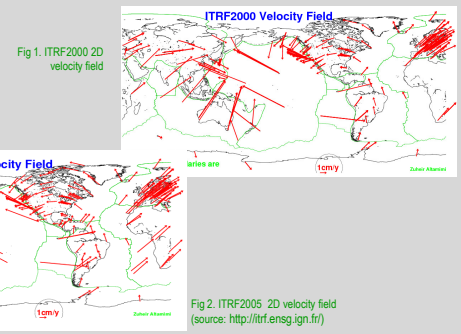 ITRF2000 Velocity Field
Fig 1. ITRF2000 2D
velocity field
1cm/y
Zuheir Altamimi
city Field
aries are
1cm/y
Zuheir Altamimi
Fig 2. ITRF2005 2D velocity field
(source: http://itrf.ensg.ign.fr/)